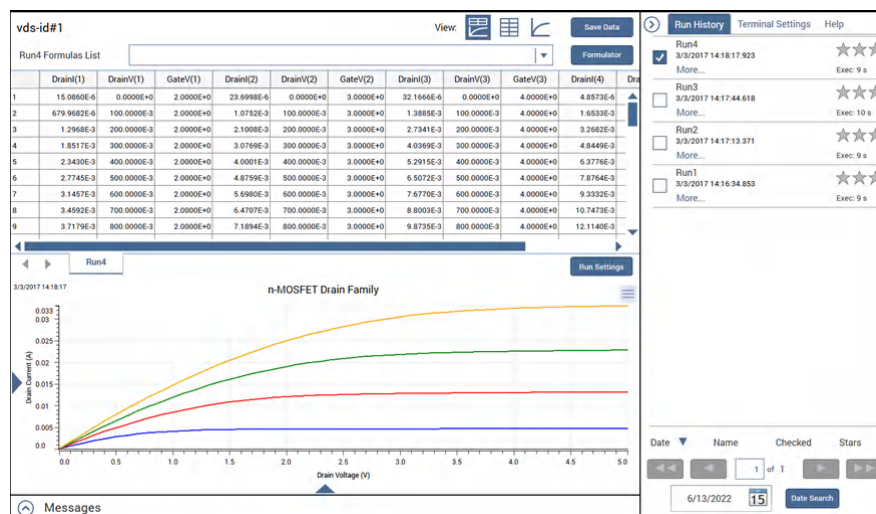 vds-id#1
View:
Save Data
Run4 Formulas List
Formulator
DrainI(1) DrainV(1) GateV(1) DrainI(2) DrainV(2) GateV(2) DrainI(3) DrainV(3) GateV(3) DrainI(4) Dra
1 15.0860E-6 0.0000E+0 2.0000E+0 23.6998E-6 0.0000E+0 3.0000E+0 32.1666E-6 0.0000E+0 4.0000E+0 4.8573E-6
2 679.9682E-6 100.0000E-3 2.0000E+0 1.0752E-3 100.0000E-3 3.0000E+0 1.3885E-3 100.0000E-3 4.0000E+0 1.6533E-3
3 1.2968E-3 200.0000E-3 2.0000E+0 2.1008E-3 200.0000E-3 3.0000E+0 2.7341E-3 200.0000E-3 4.0000E+0 3.2682E-3
4 1.8517E-3 300.0000E-3 2.0000E+0 3.0769E-3 300.0000E-3 3.0000E+0 4.0369E-3 300.0000E-3 4.0000E+0 4.8449E-3
5 2.3430E-3 400.0000E-3 2.0000E+0 4.0001E-3 400.0000E-3 3.0000E+0 5.2915E-3 400.0000E-3 4.0000E+0 6.3776E-3
6 2.7745E-3 500.0000E-3 2.0000E+0 4.8759E-3 500.0000E-3 3.0000E+0 6.5072E-3 500.0000E-3 4.0000E+0 7.8764E-3
7 3.1457E-3 600.0000E-3 2.0000E+0 5.6980E-3 600.0000E-3 3.0000E+0 7.6770E-3 600.0000E-3 4.0000E+0 9.3332E-3
8 3.4592E-3 700.0000E-3 2.0000E+0 6.4707E-3 700.0000E-3 3.0000E+0 8.8003E-3 700.0000E-3 4.0000E+0 10.7473E-3
9 3.7179E-3 800.0000E-3 2.0000E+0 7.1894E-3 800.0000E-3 3.0000E+0 9.8735E-3 800.0000E-3 4.0000E+0 12.1140E-3
Run4
Run Settings
3/3/2017 14:18:17
n-MOSFET Drain Family
0.033
0.03
0.025
0.02
0.015
0.01
0.005
0.0
Drain Current (A)
0.0 0.5 1.0 1.5 2.0 2.5 3.0 3.5 4.0 4.5 5.0
Drain Voltage (V)
Messages
Run History Terminal Settings Help
Run4
3/3/2017 14:18:17.923
More... Exec: 9 s
Run3
3/3/2017 14:17:44.618
More... Exec: 10 s
Run2
3/3/2017 14:17:13.371
More... Exec: 9 s
Run1
3/3/2017 14:16:34.853
More... Exec: 9 s
Date Name Checked Stars
1 of 1
6/13/2022 15 Date Search